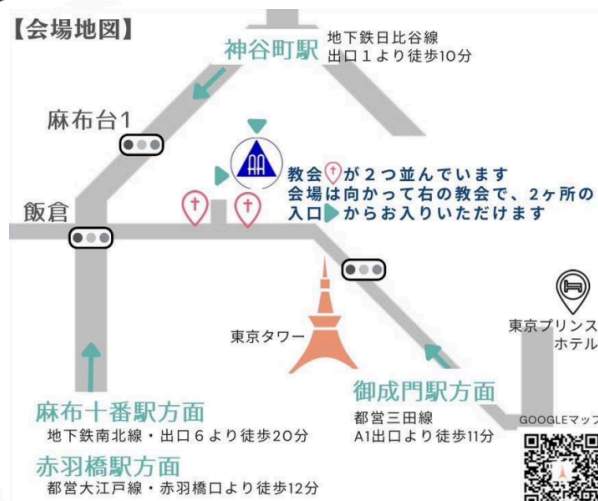 【会場地図】
神谷町駅
地下鉄日比谷線
出口1より徒歩10分
麻布台1
AA
教会が2つ並んでいます
会場は向かって右の教会で、2ヶ所の
入口からお入りいただけます
飯倉
東京タワー
東京プリンス
ホテル
麻布十番駅方面
地下鉄南北線・出口6より徒歩20分
赤羽橋駅方面
都営大江戸線・赤羽橋口より徒歩12分
御成門駅方面
都営三田線
A1出口より徒歩11分
GOOGLEマップ